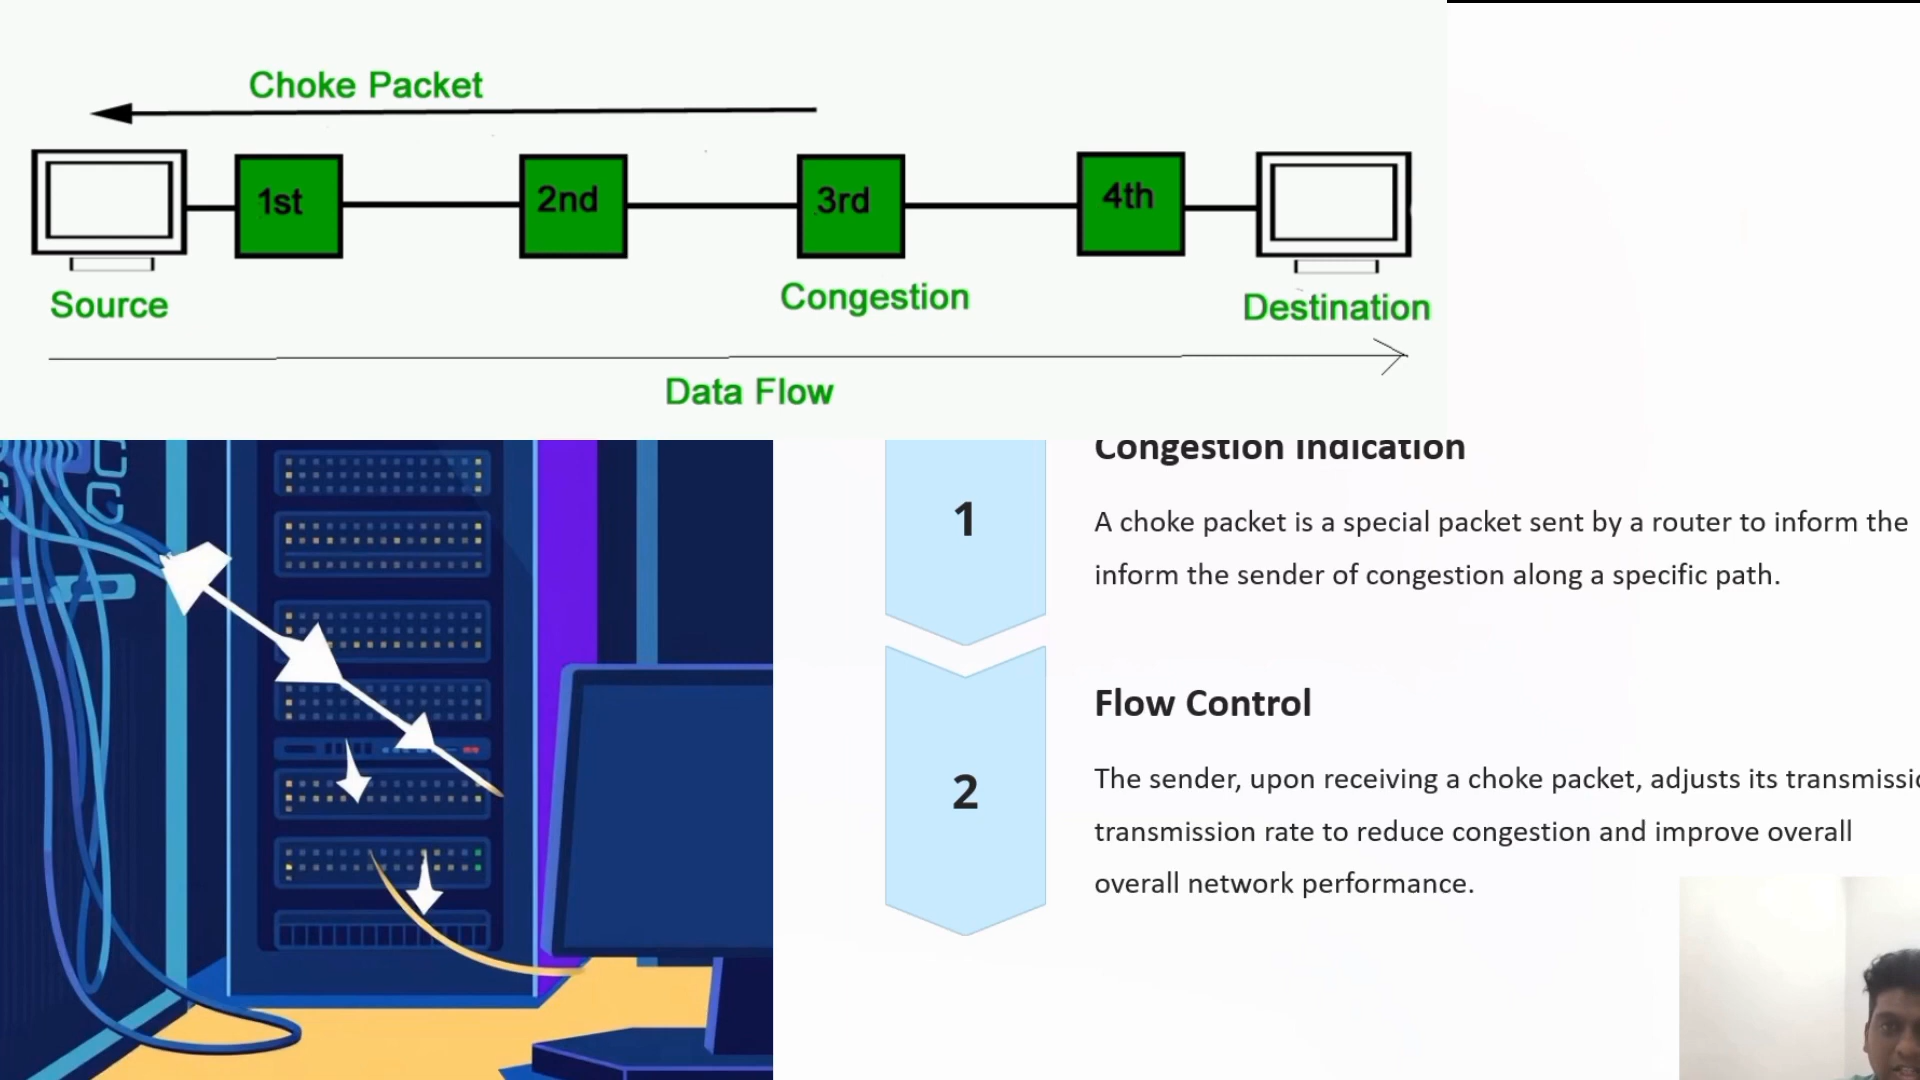 Choke Packet
1st
2nd
3rd
4th
Source
Congestion
Destination
Data Flow
Congestion Indication
1
A choke packet is a special packet sent by a router to inform the
inform the sender of congestion along a specific path.
Flow Control
2
The sender, upon receiving a choke packet, adjusts its transmissio
transmission rate to reduce congestion and improve overall
overall network performance.